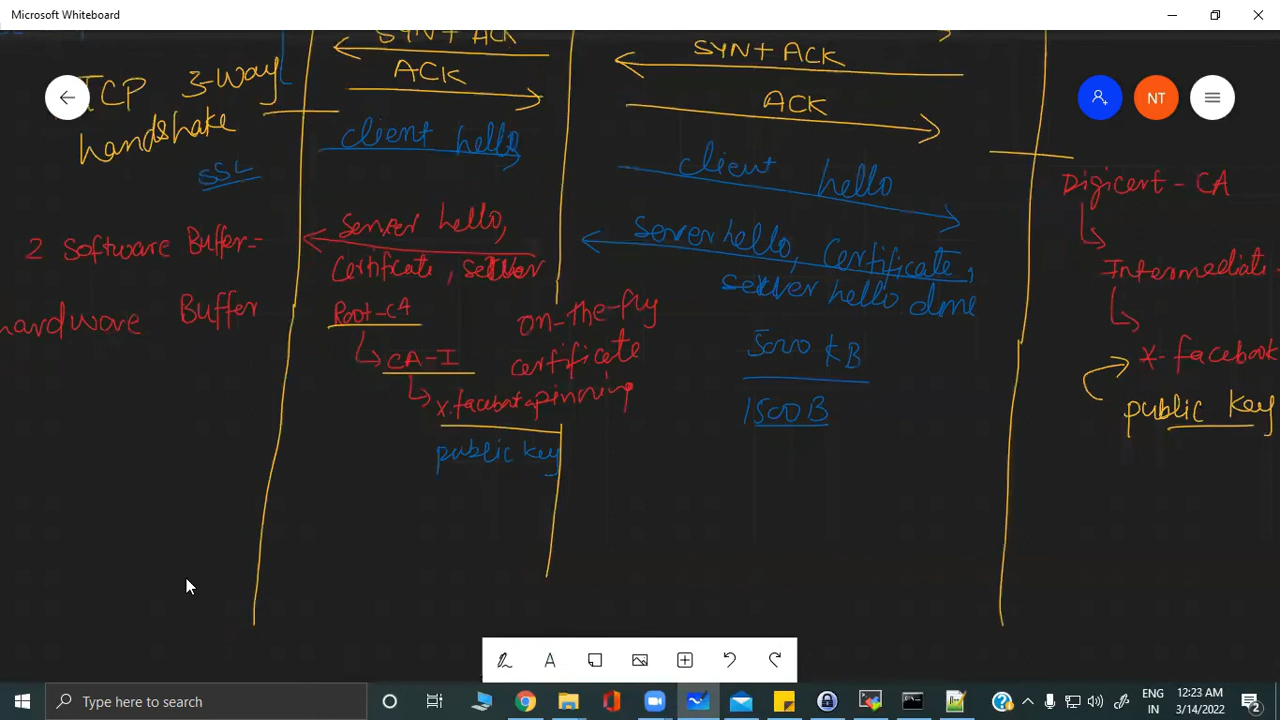 Microsoft Whiteboard
SYN + ACK
SYN + ACK
TCP 3-way
handshake
ACK
ACK
NT
client hello
client hello
SSL
Digicert - CA
server hello,
Certificate, server
server hello, Certificate,
server hello done
2 Software Buffer-
hardware Buffer
Intermediate -
Root-CA
CA-I
x.facebook
on-the-fly
certificate
pinning
5000 KB
1500B
*-facebook
public key
public key
Type here to search
ENG
IN
12:23 AM
3/14/2022
2